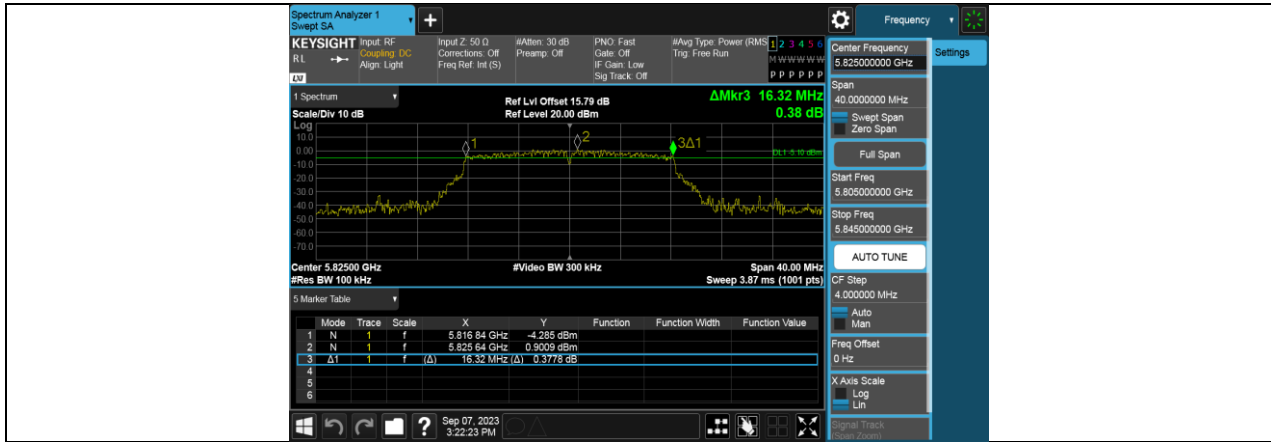 Spectrum Analyzer 1
Swept SA
+
Frequency
KEYSIGHT
RL
LXI
Input: RF
Coupling: DC
Align: Light
Input Z: 50 Ω
Corrections: Off
Freq Ref: Int (S)
#Atten: 30 dB
Preamp: Off
PNO: Fast
Gate: Off
IF Gain: Low
Sig Track: Off
#Avg Type: Power (RMS
Trig: Free Run
1 2 3 4 5 6
M W W W W W
P P P P P P
1 Spectrum
Scale/Div 10 dB
Ref Lvl Offset 15.79 dB
Ref Level 20.00 dBm
ΔMkr3 16.32 MHz
0.38 dB
Log
10.0
0.00
-10.0
-20.0
-30.0
-40.0
-50.0
-60.0
-70.0
1
2
3Δ1
DL1 -5.10 dBm
Center 5.82500 GHz
#Res BW 100 kHz
#Video BW 300 kHz
Span 40.00 MHz
Sweep 3.87 ms (1001 pts)
5 Marker Table
Mode Trace Scale X Y Function Function Width Function Value
1 N 1 f 5.816 84 GHz -4.285 dBm
2 N 1 f 5.825 64 GHz 0.9009 dBm
3 Δ1 1 f (Δ) 16.32 MHz (Δ) 0.3778 dB
4
5
6
?
Sep 07, 2023
3:22:23 PM
Center Frequency
5.825000000 GHz
Settings
Span
40.0000000 MHz
Swept Span
Zero Span
Full Span
Start Freq
5.805000000 GHz
Stop Freq
5.845000000 GHz
AUTO TUNE
CF Step
4.000000 MHz
Auto
Man
Freq Offset
0 Hz
X Axis Scale
Log
Lin
Signal Track
(Span Zoom)